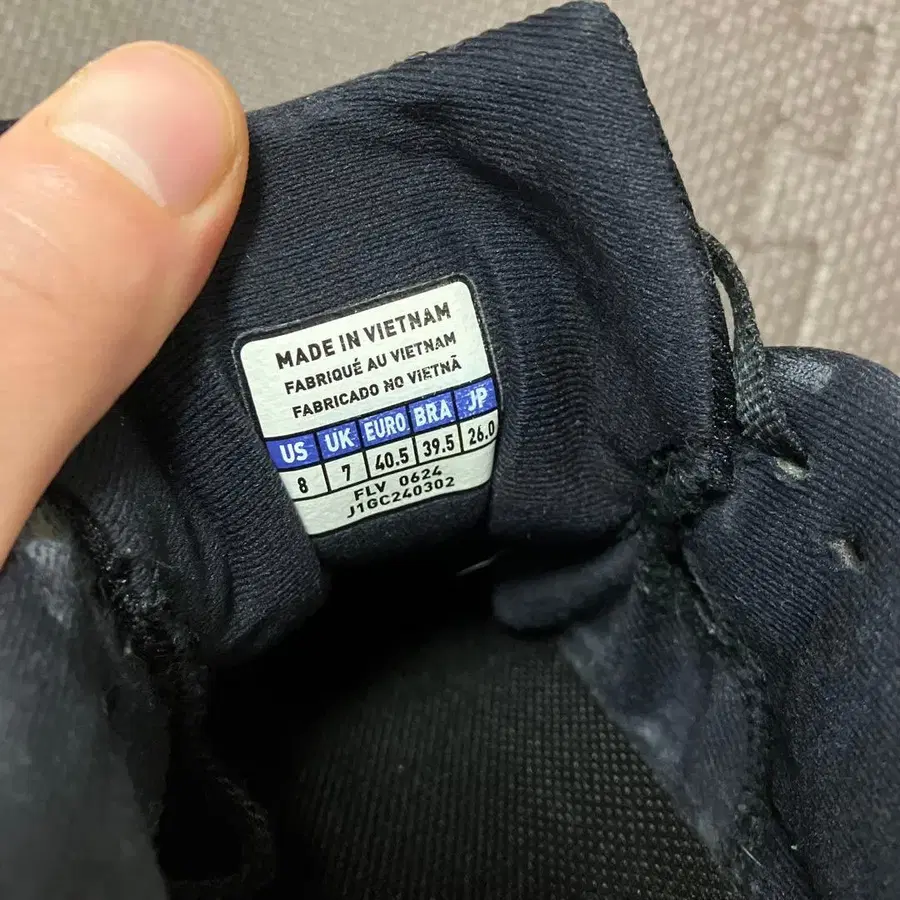 MADE IN VIETNAM
FABRIQUÉ AU VIETNAM
FABRICADO NO VIETNÃ
US UK EURO BRA JP
8 7 40.5 39.5 26.0
FLV 0624
J1GC240302